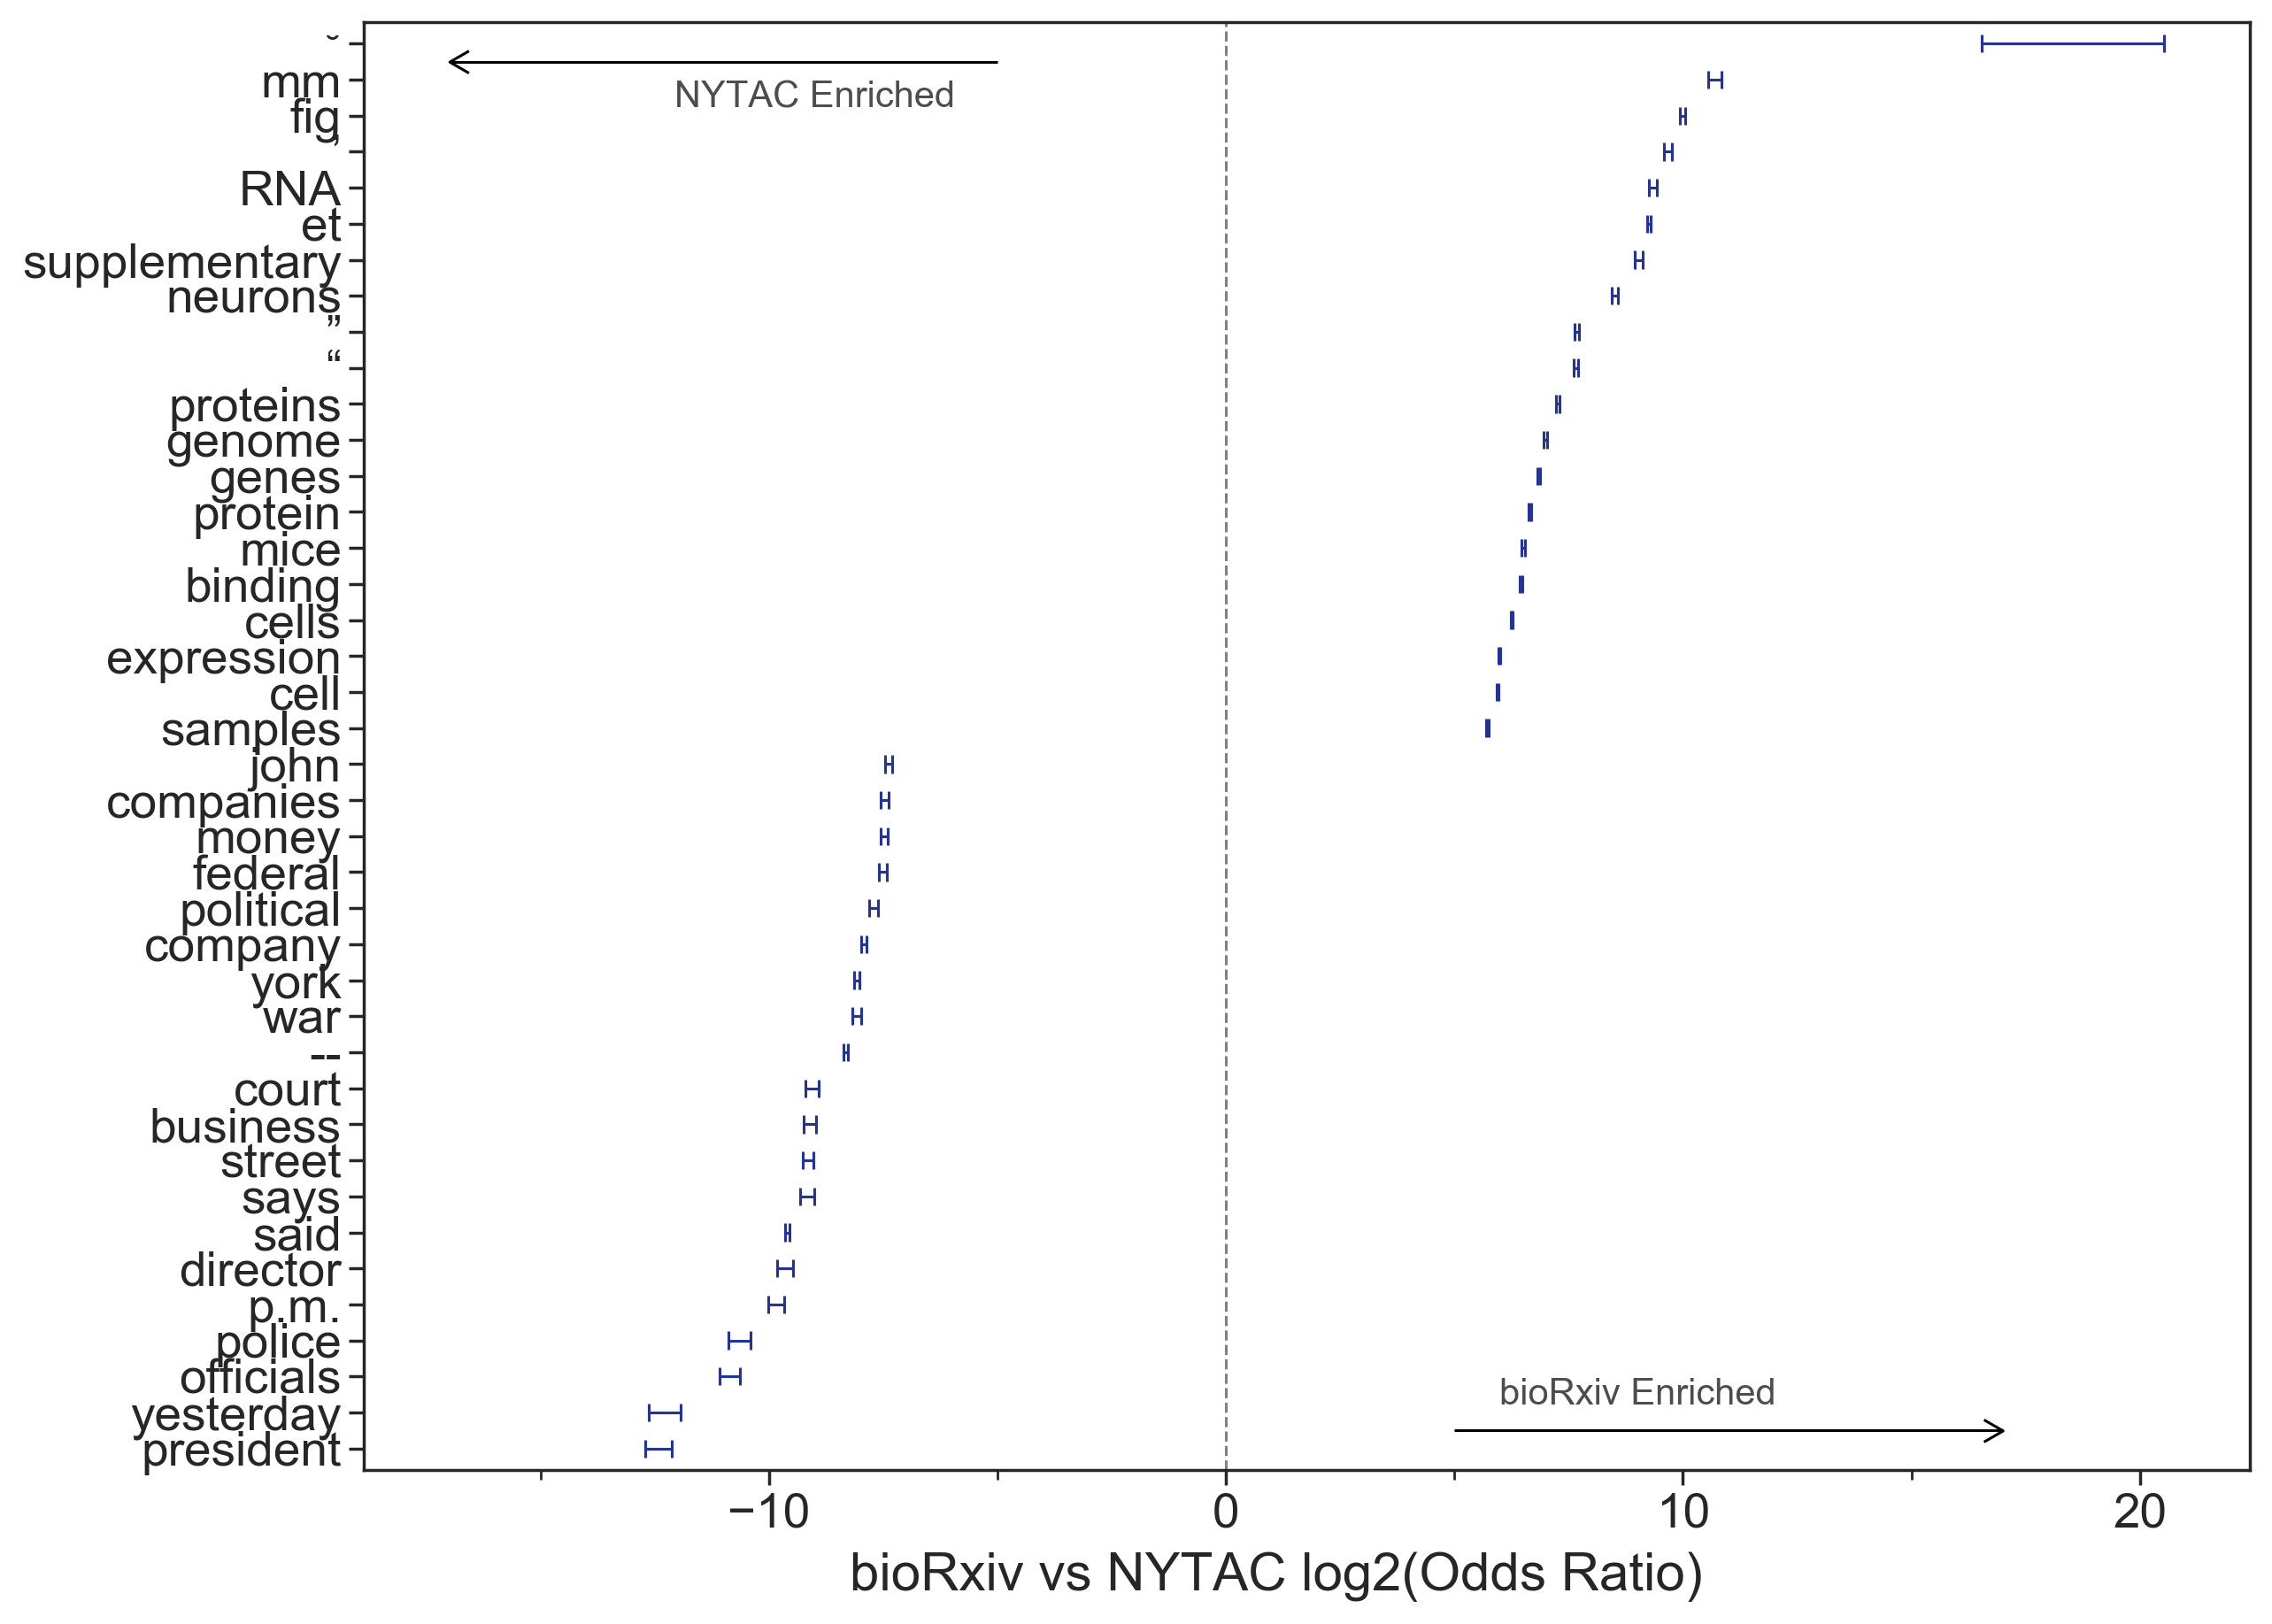 ˘
mm
fig
’
RNA
et
supplementary
neurons
”
“
proteins
genome
genes
protein
mice
binding
cells
expression
cell
samples
john
companies
money
federal
political
company
york
war
--
court
business
street
says
said
director
p.m.
police
officials
yesterday
president
NYTAC Enriched
bioRxiv Enriched
−10 0 10 20
bioRxiv vs NYTAC log2(Odds Ratio)